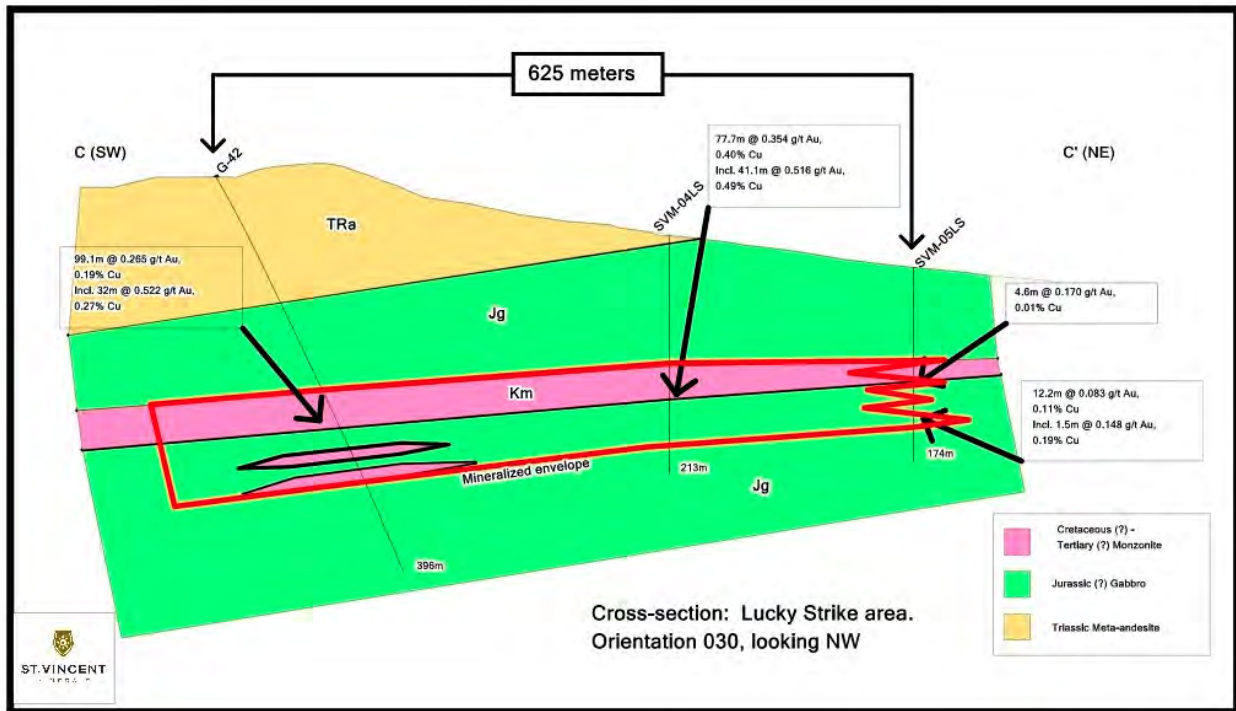 625 meters
C (SW)
G-42
77.7m @ 0.354 g/t Au,
0.40% Cu
Incl. 41.1m @ 0.516 g/t Au,
0.49% Cu
C' (NE)
SVM-04LS
SVM-05LS
TRa
99.1m @ 0.265 g/t Au,
0.19% Cu
Incl. 32m @ 0.522 g/t Au,
0.27% Cu
4.6m @ 0.170 g/t Au,
0.01% Cu
Jg
Km
12.2m @ 0.083 g/t Au,
0.11% Cu
Incl. 1.5m @ 0.148 g/t Au,
0.19% Cu
Mineralized envelope
213m
174m
Jg
396m
Cretaceous (?) -
Tertiary (?) Monzonite
Jurassic (?) Gabbro
Triassic Meta-andesite
Cross-section: Lucky Strike area.
Orientation 030, looking NW
ST.VINCENT